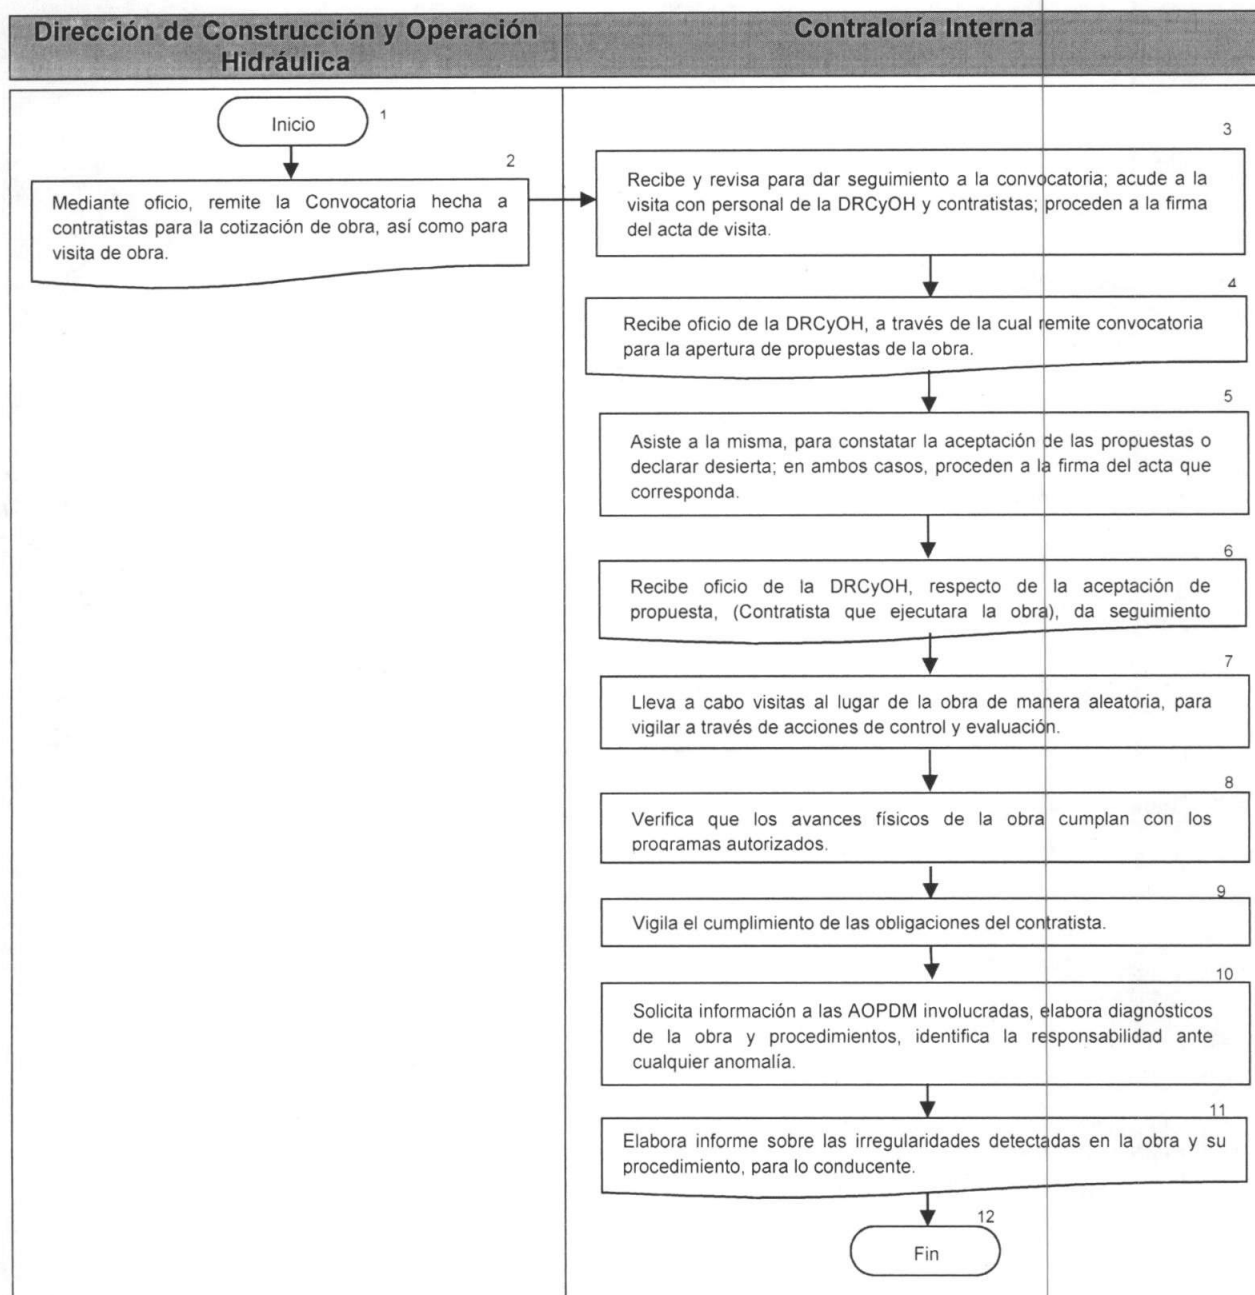 Dirección de Construcción y Operación
Hidráulica
Contraloría Interna
Inicio
1
2
Mediante oficio, remite la Convocatoria hecha a
contratistas para la cotización de obra, así como para
visita de obra.
3
Recibe y revisa para dar seguimiento a la convocatoria; acude a la
visita con personal de la DRCyOH y contratistas; proceden a la firma
del acta de visita.
4
Recibe oficio de la DRCyOH, a través de la cual remite convocatoria
para la apertura de propuestas de la obra.
5
Asiste a la misma, para constatar la aceptación de las propuestas o
declarar desierta; en ambos casos, proceden a la firma del acta que
corresponda.
6
Recibe oficio de la DRCyOH, respecto de la aceptación de
propuesta, (Contratista que ejecutara la obra), da seguimiento
7
Lleva a cabo visitas al lugar de la obra de manera aleatoria, para
vigilar a través de acciones de control y evaluación.
8
Verifica que los avances físicos de la obra cumplan con los
programas autorizados.
9
Vigila el cumplimiento de las obligaciones del contratista.
10
Solicita información a las AOPDM involucradas, elabora diagnósticos
de la obra y procedimientos, identifica la responsabilidad ante
cualquier anomalía.
11
Elabora informe sobre las irregularidades detectadas en la obra y su
procedimiento, para lo conducente.
12
Fin